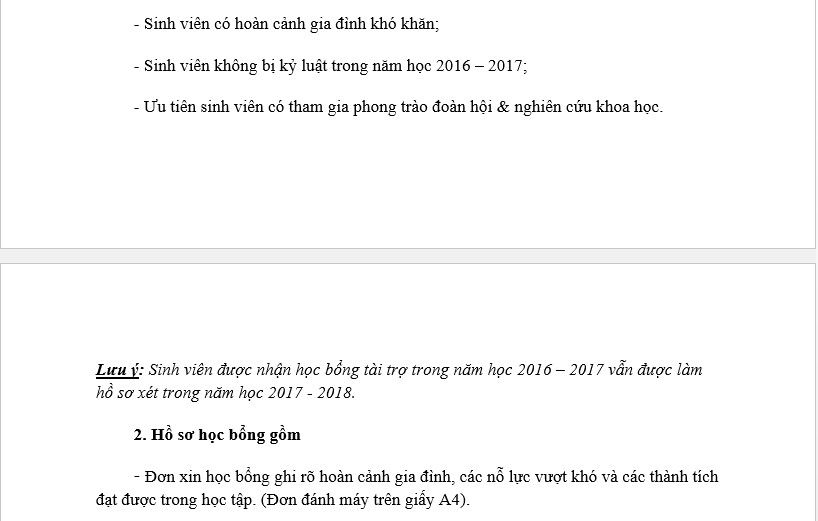 - Sinh viên có hoàn cảnh gia đình khó khăn;
- Sinh viên không bị kỷ luật trong năm học 2016 – 2017;
- Ưu tiên sinh viên có tham gia phong trào đoàn hội & nghiên cứu khoa học.
Lưu ý: Sinh viên được nhận học bổng tài trợ trong năm học 2016 – 2017 vẫn được làm
hồ sơ xét trong năm học 2017 - 2018.
2. Hồ sơ học bổng gồm
- Đơn xin học bổng ghi rõ hoàn cảnh gia đình, các nỗ lực vượt khó và các thành tích
đạt được trong học tập. (Đơn đánh máy trên giấy A4).